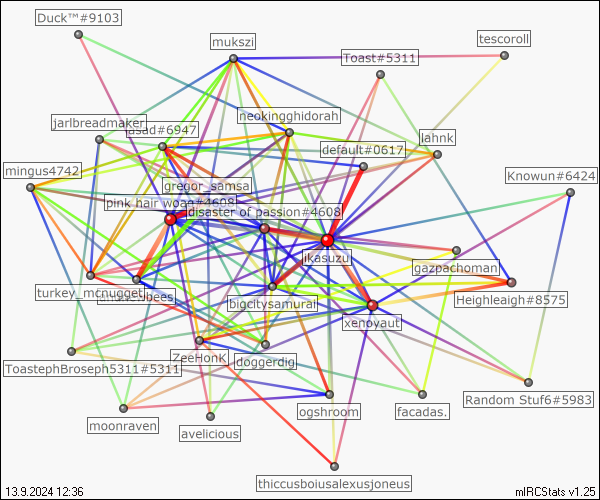 Duck™#9103
mukszi
tescoroll
Toast#5311
neokingghidorah
jarlbreadmaker
asad#6947
lahnk
default#0617
mingus4742
gregor_samsa
Knowun#6424
pink hair woag#4608
disaster of passion#4608
ikasuzu
gazpachoman
turkey_mcnugget
bees
bigcitysamurai
Heighleaigh#8575
xenoyaut
ZeeHonk
doggerdig
ToastephBroseph5311#5311
Random Stuf6#5983
ogshroom
facadas.
moonraven
avelicious
thiccusboiusalexusjoneus
13.9.2024 12:36
mIRCStats v1.25